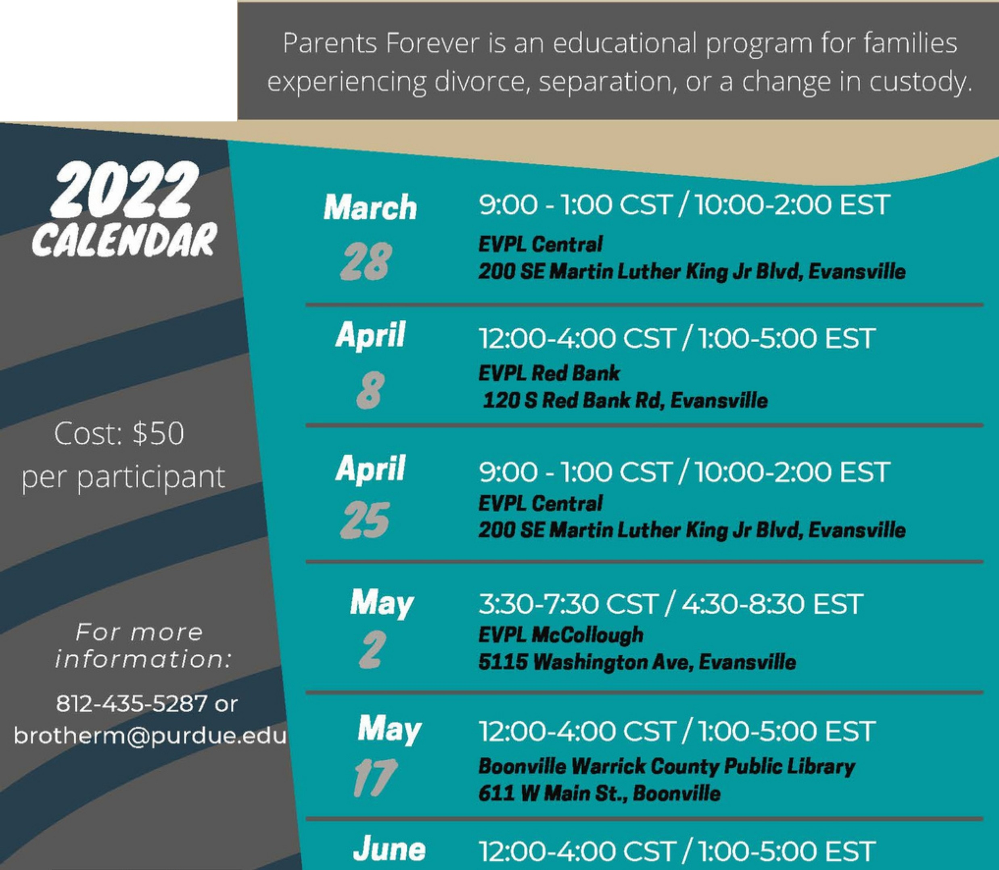 Parents Forever is an educational program for families
experiencing divorce, separation, or a change in custody.
2022
CALENDAR
Cost: $50
per participant
For more
information:
812-435-5287 or
brotherm@purdue.edu
March
28
9:00 - 1:00 CST / 10:00-2:00 EST
EVPL Central
200 SE Martin Luther King Jr Blvd, Evansville
April
8
12:00-4:00 CST / 1:00-5:00 EST
EVPL Red Bank
120 S Red Bank Rd, Evansville
April
25
9:00 - 1:00 CST / 10:00-2:00 EST
EVPL Central
200 SE Martin Luther King Jr Blvd, Evansville
May
2
3:30-7:30 CST / 4:30-8:30 EST
EVPL McCollough
5115 Washington Ave, Evansville
May
17
12:00-4:00 CST / 1:00-5:00 EST
Boonville Warrick County Public Library
611 W Main St., Boonville
June
12:00-4:00 CST / 1:00-5:00 EST